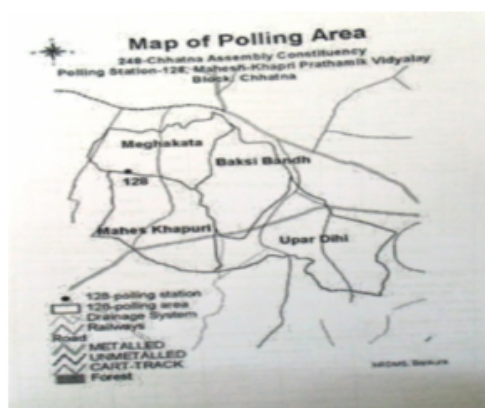 Map of Polling Area
248-Chhatna Assembly Constituency
Polling Station-128, Mahesh-Khapri Prathamik Vidyalay
Block: Chhatna
Meghakata
Baksi Bandh
128
Mahes Khapuri
Upar Dihi
128-polling station
128-polling area
Drainage System
Railways
Road
METALLED
UNMETALLED
CART-TRACK
Forest